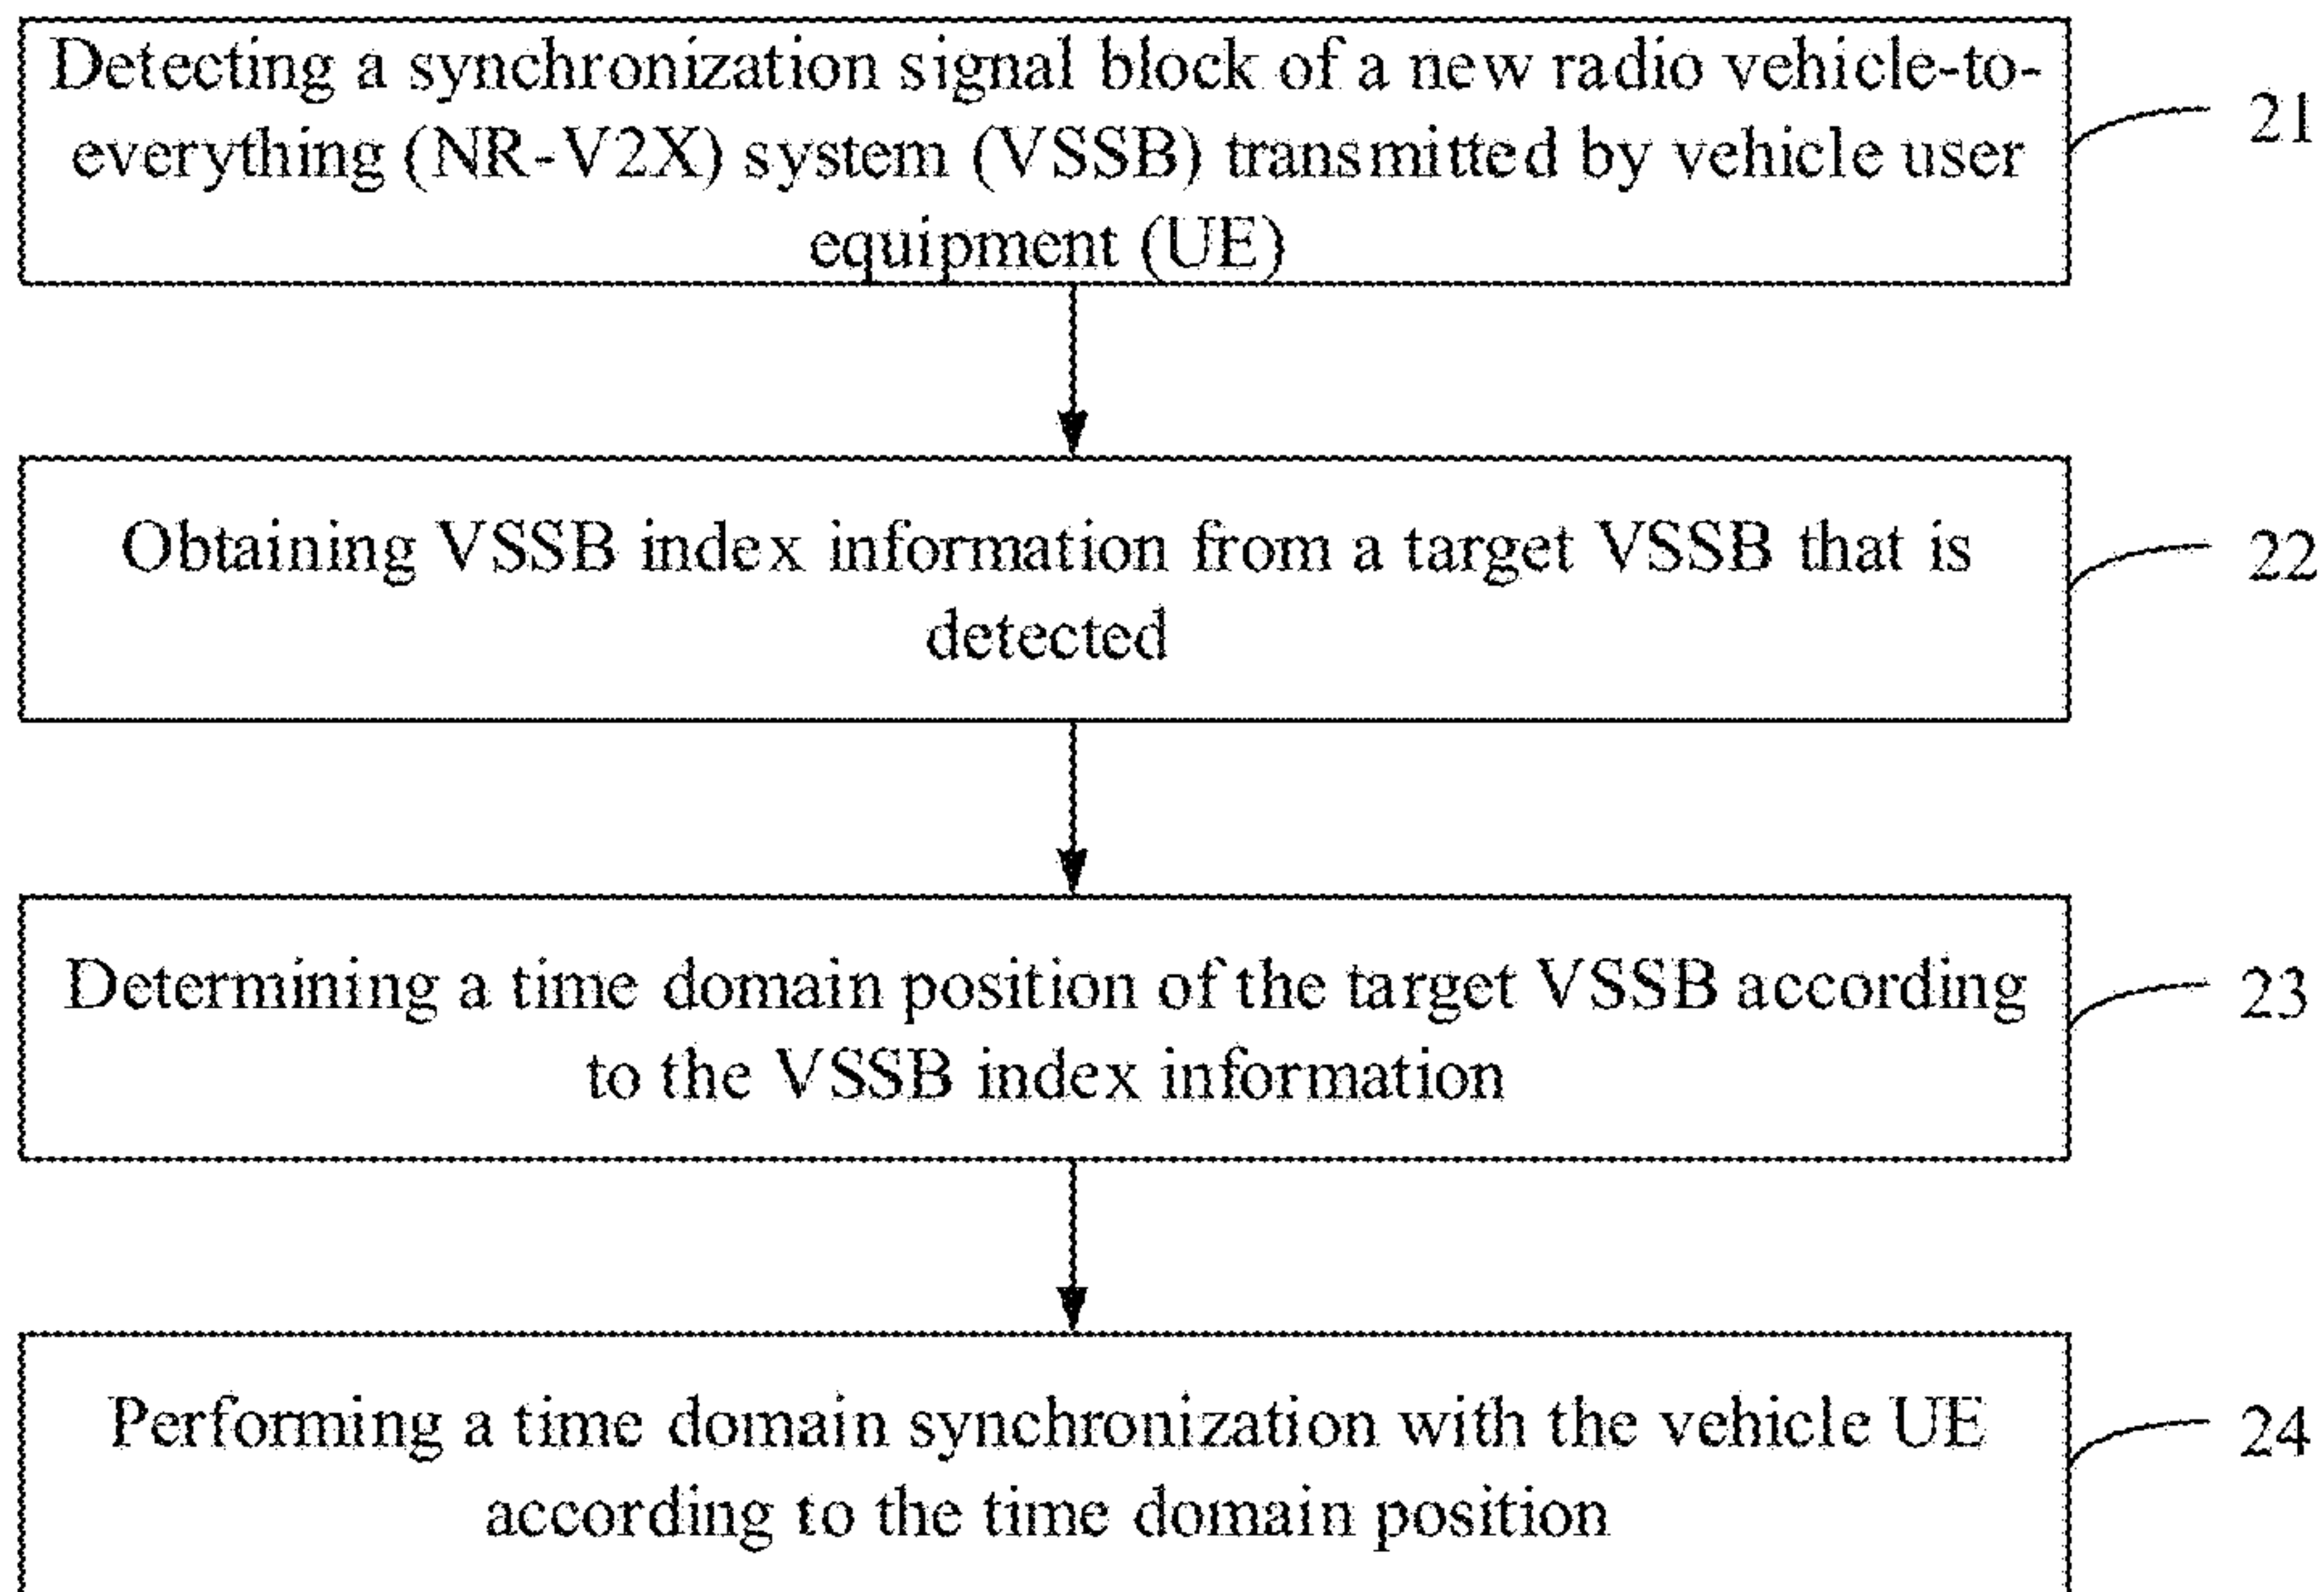 Detecting a synchronization signal block of a new radio vehicle-to-
everything (NR-V2X) system (VSSB) transmitted by vehicle user
equipment (UE)
21
Obtaining VSSB index information from a target VSSB that is
detected
22
Determining a time domain position of the target VSSB according
to the VSSB index information
23
Performing a time domain synchronization with the vehicle UE
according to the time domain position
24